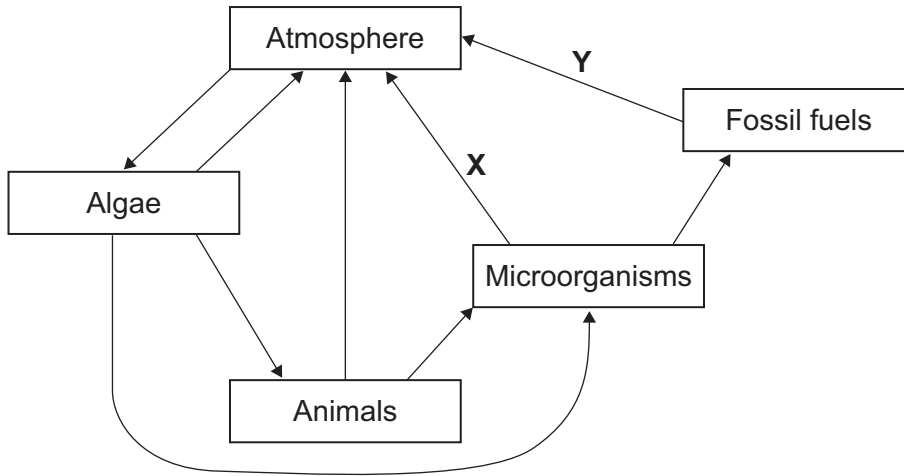 Atmosphere
Y
Fossil fuels
X
Algae
Microorganisms
Animals